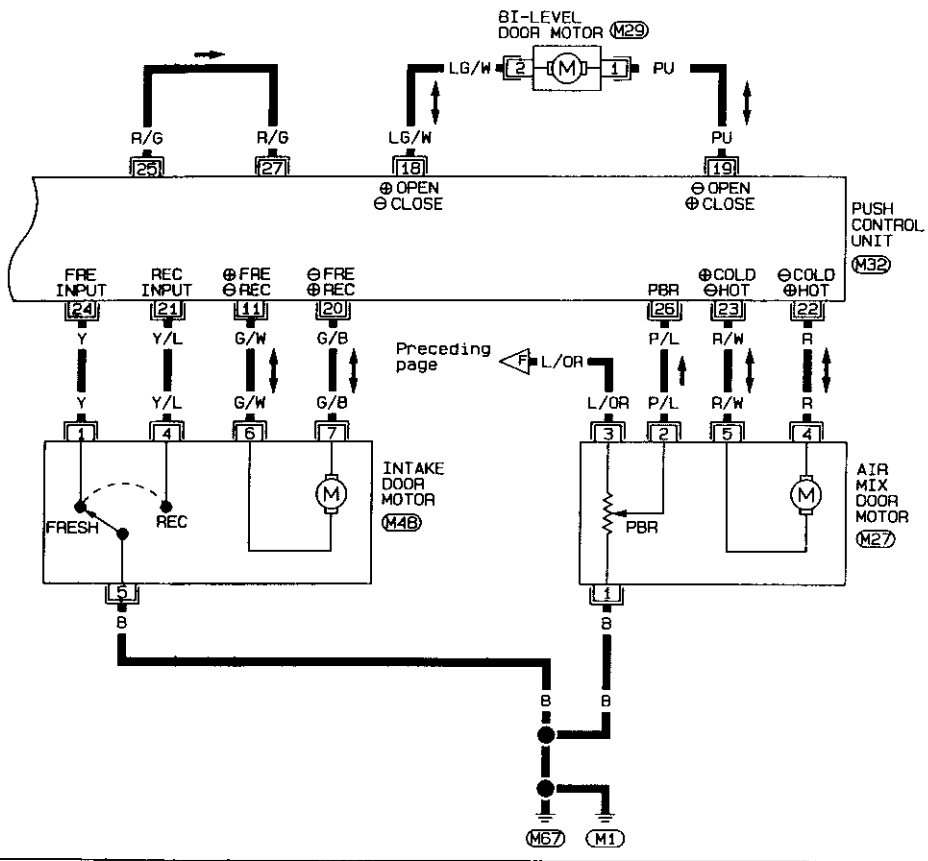 BI-LEVEL
DOOR MOTOR M29
LG/W 2 M 1 PU
R/G R/G LG/W PU
25 27 18 19
⊕ OPEN ⊖ OPEN
⊖ CLOSE ⊕ CLOSE
PUSH
CONTROL
UNIT
M32
FRE REC ⊕ FRE ⊖ FRE ⊕COLD ⊖COLD
INPUT INPUT ⊖ REC ⊕ REC PBR ⊖HOT ⊕HOT
24 21 11 20 26 23 22
Y Y/L G/W G/B P/L R/W R
Preceding
page
F L/OR
Y Y/L G/W G/B L/OR P/L R/W R
1 4 6 7 3 2 5 4
INTAKE
DOOR
MOTOR
M48
AIR
MIX
DOOR
MOTOR
M27
M M
FRESH REC PBR
5 1
B B
B B
M67 M1